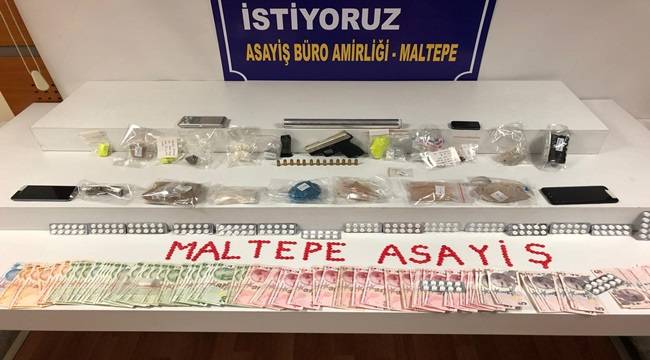 İSTİYORUZ
ASAYİŞ BÜRO AMİRLİĞİ - MALTEPE
MALTEPE ASAYİŞ